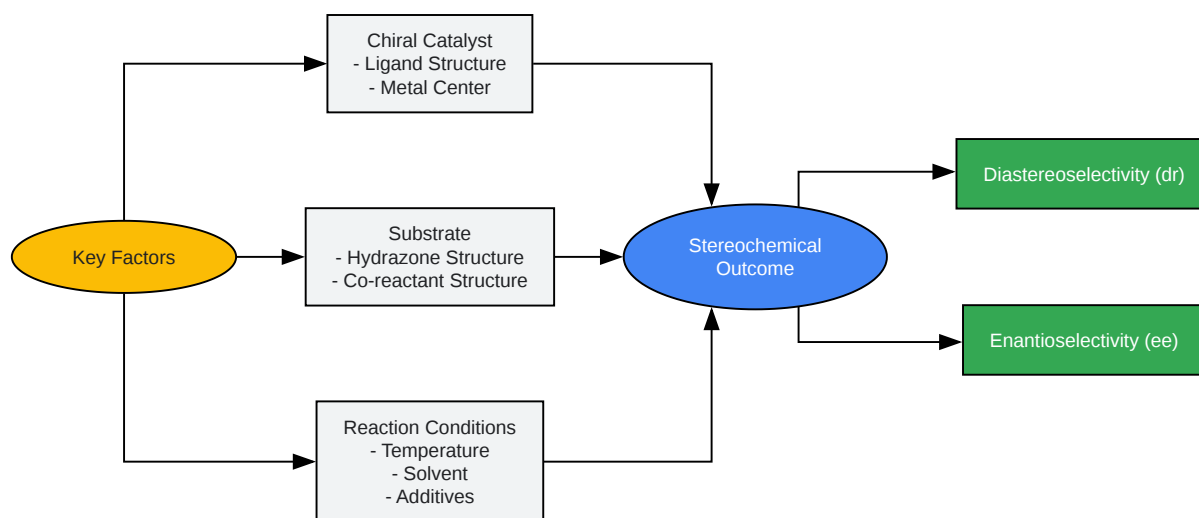 Chiral Catalyst
- Ligand Structure
- Metal Center
Key Factors
Substrate
- Hydrazone Structure
- Co-reactant Structure
Reaction Conditions
- Temperature
- Solvent
- Additives
Stereochemical
Outcome
Diastereoselectivity (dr)
Enantioselectivity (ee)